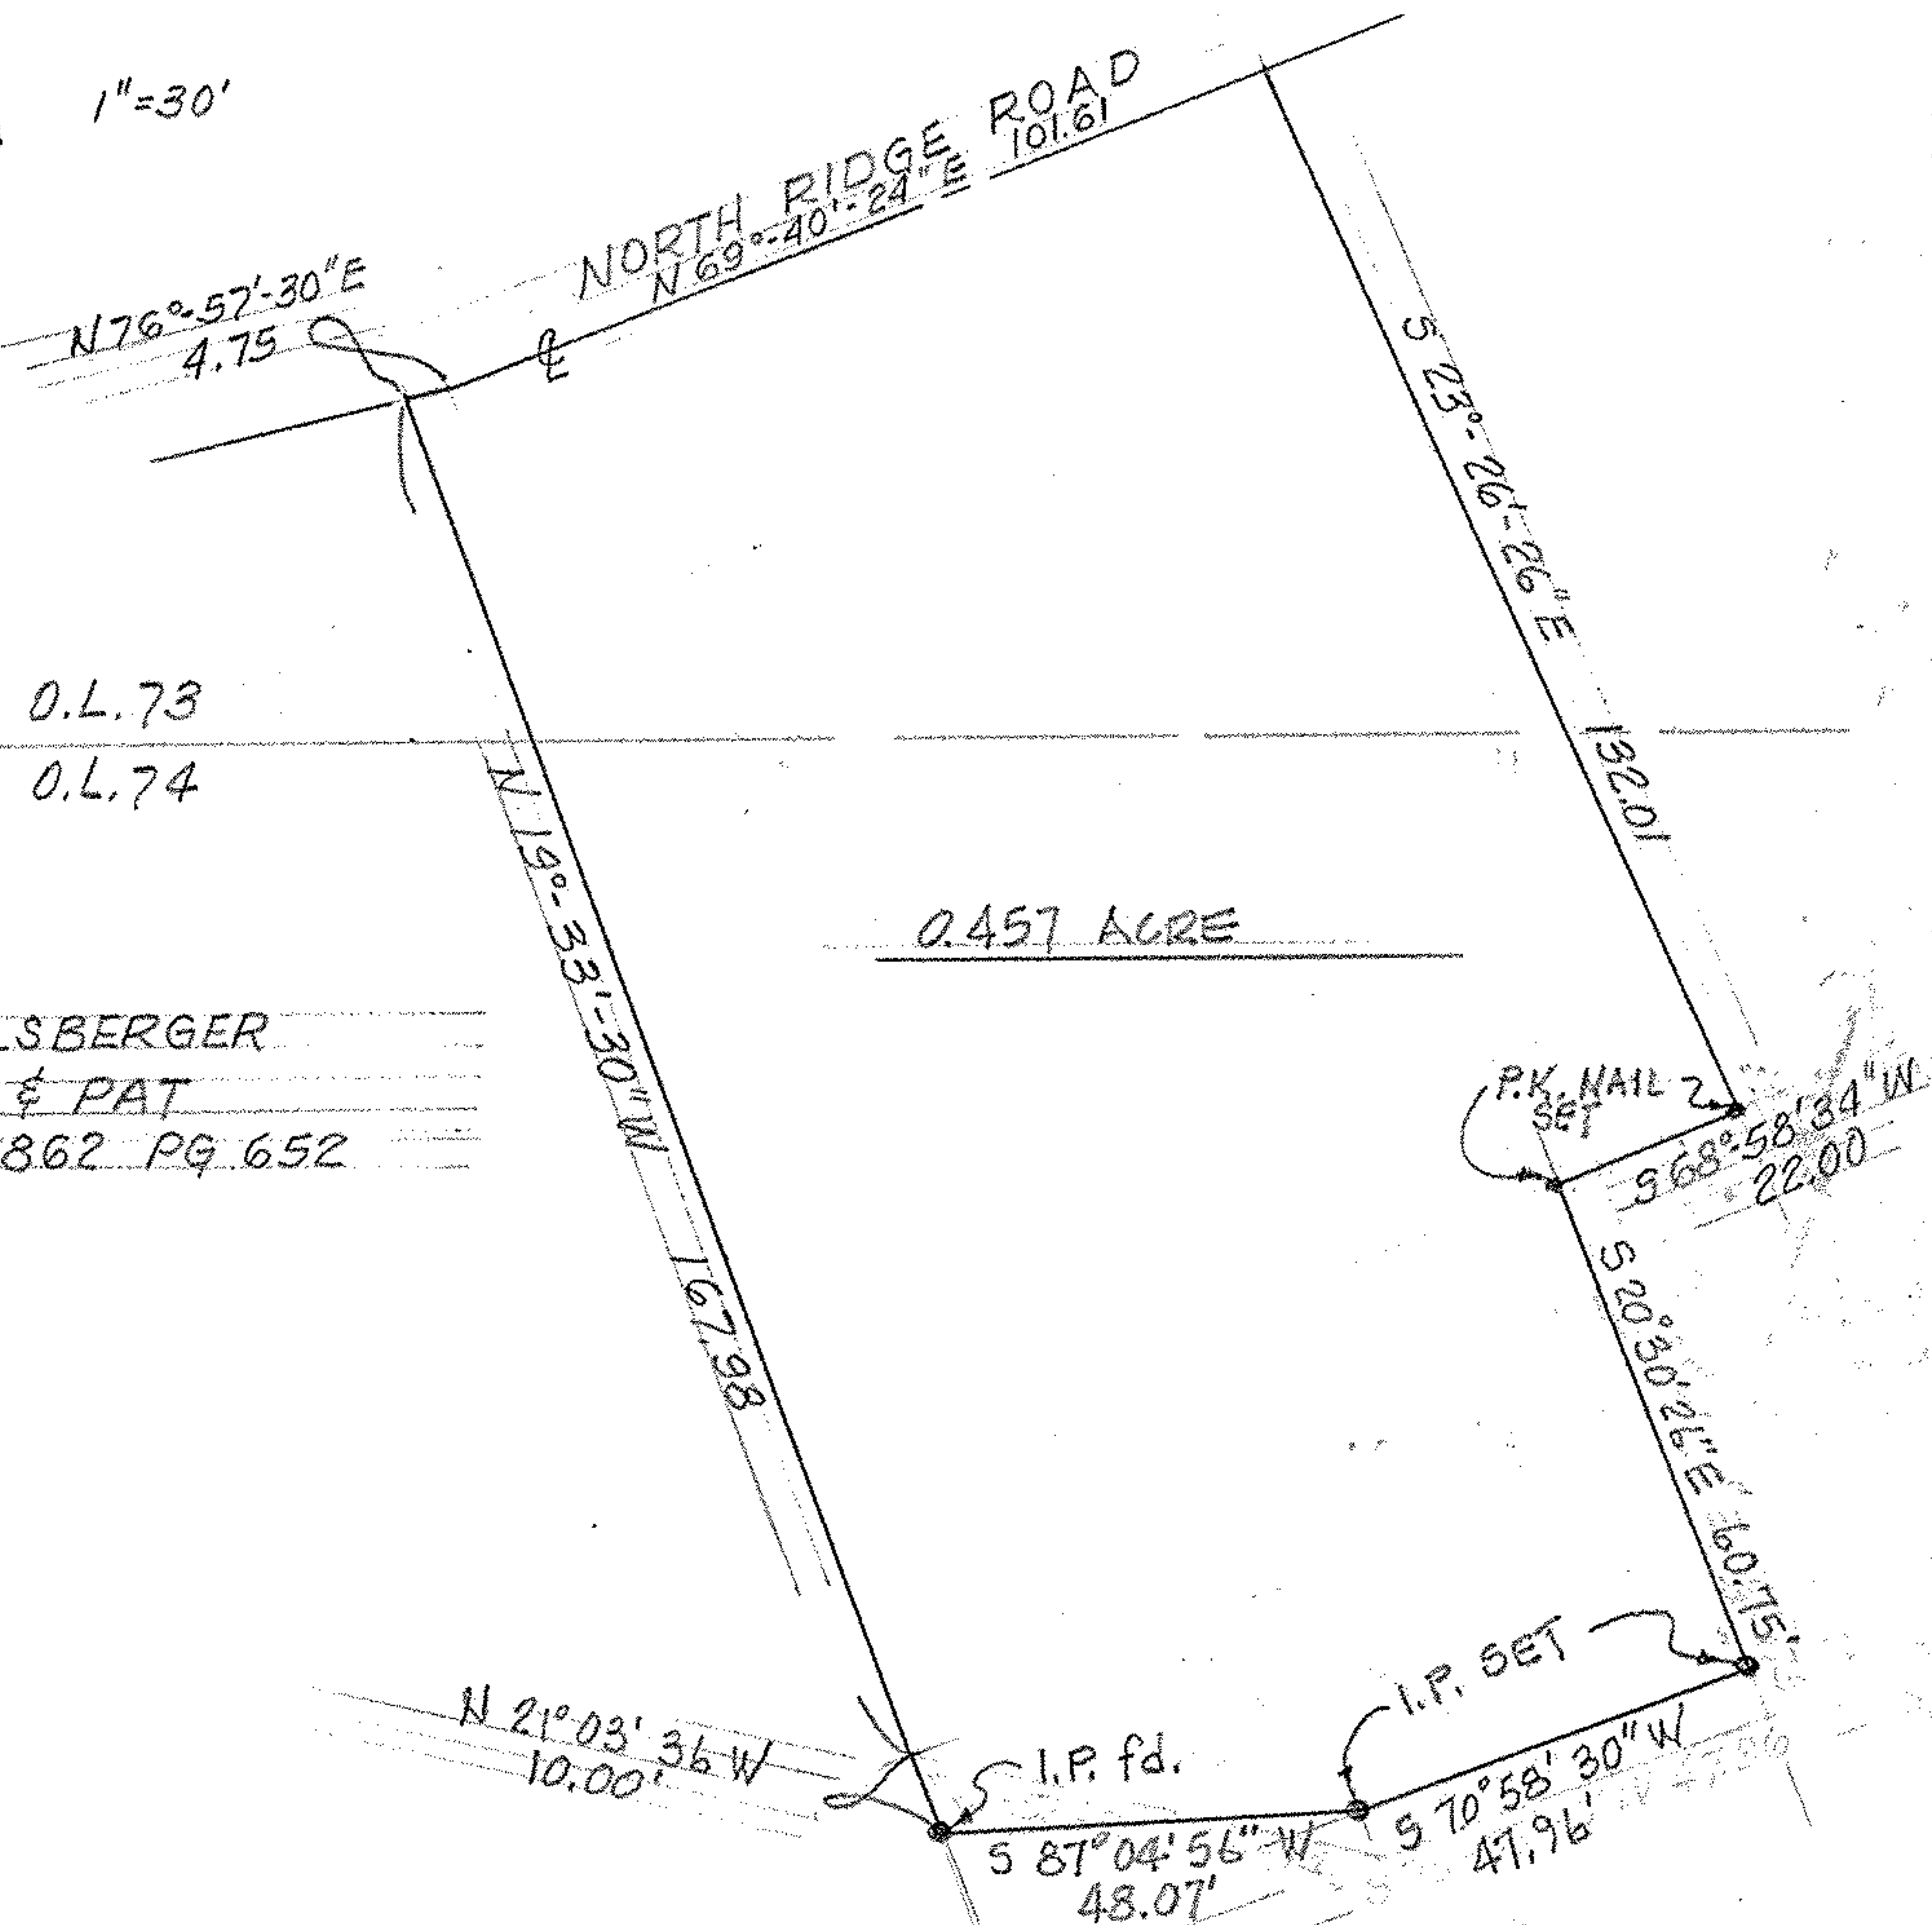 1"=30'
NORTH RIDGE ROAD
N 69°-40'-24"E 101.61
N 76°-57'-30"E
4.75
℄
S 23°-26'-26"E 132.01
O.L. 73
O.L. 74
N 19°-33'-30"W 167.98
0.457 ACRE
LSBERGER
& PAT
862 PG 652
P.K. NAIL
SET
S 68°-58'34"W
22.00
S 20°30'26"E 60.75'
I.P. SET
N 21°03'36 W
10.00'
I.P. fd.
S 70°58'30"W
47.96'
S 87°04'56"W
48.07'